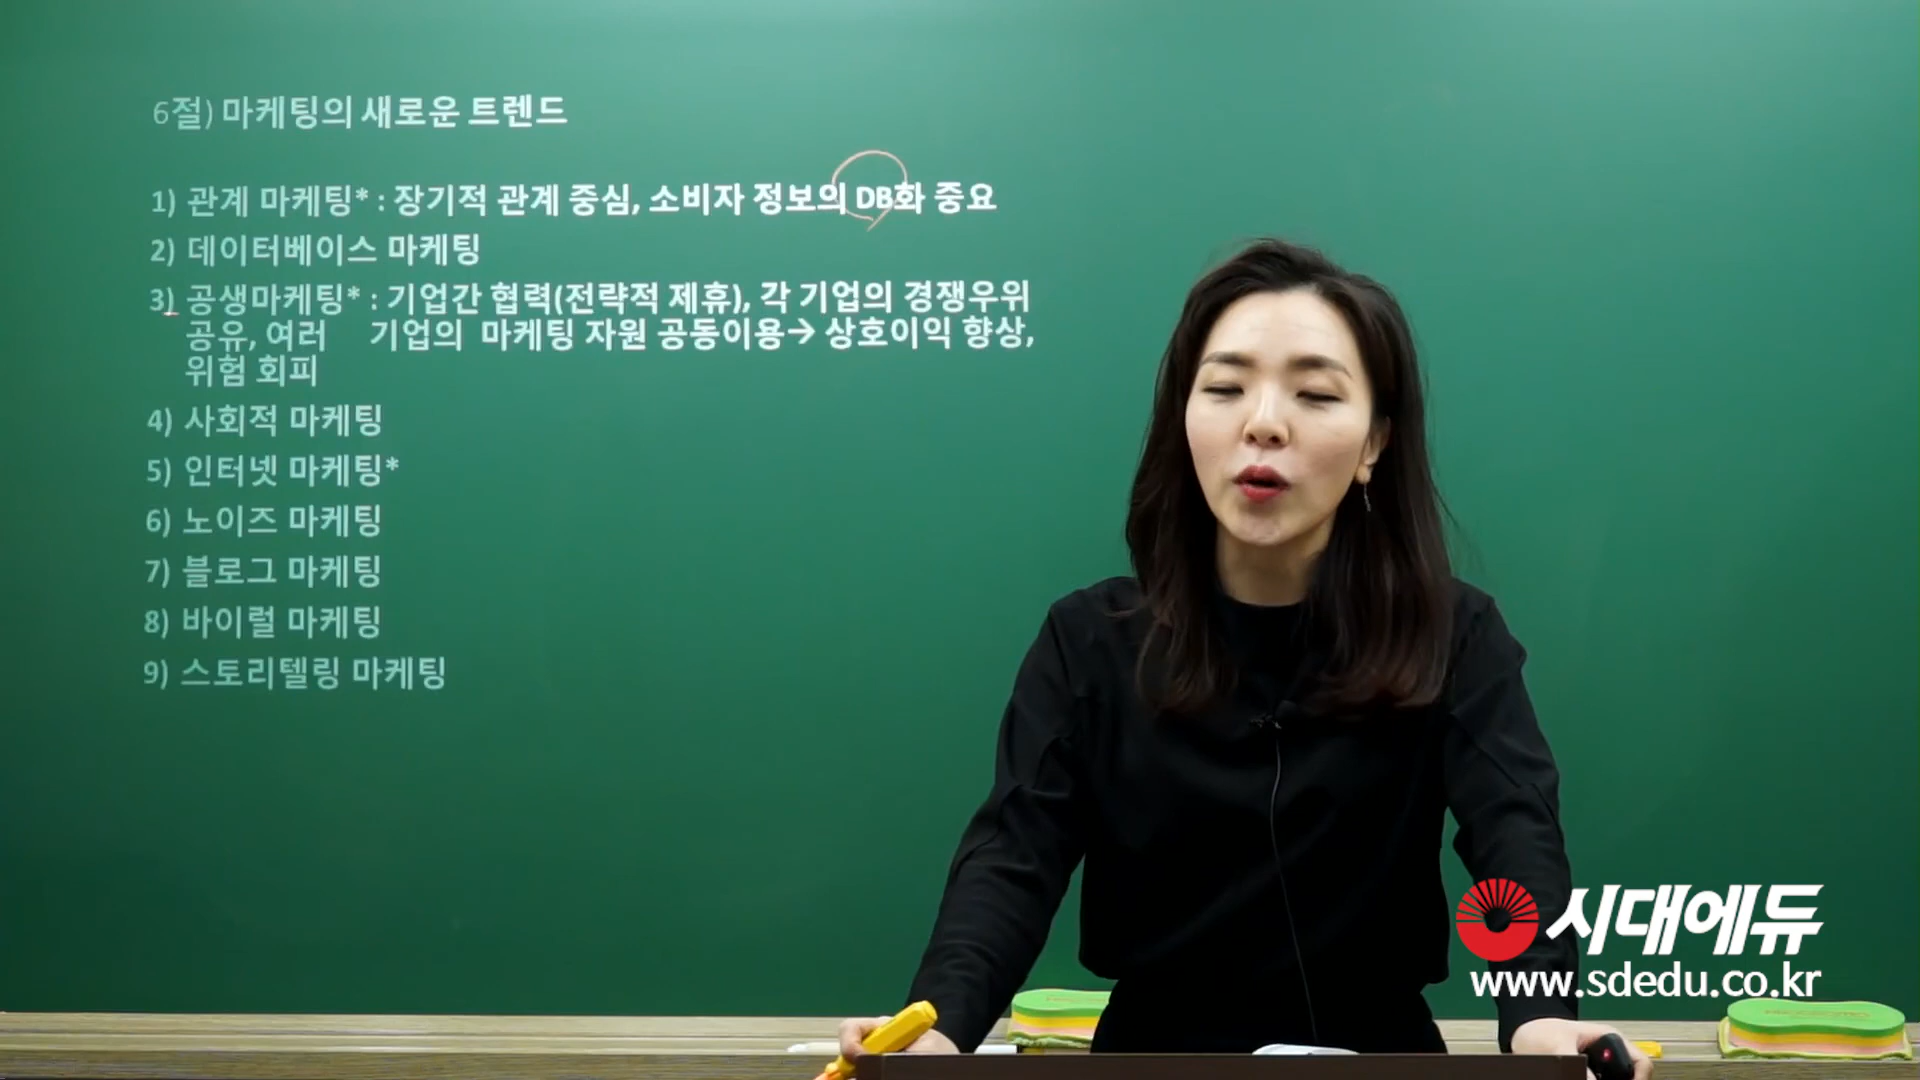 6절) 마케팅의 새로운 트렌드
1) 관계 마케팅* : 장기적 관계 중심, 소비자 정보의 DB화 중요
2) 데이터베이스 마케팅
3) 공생마케팅* : 기업간 협력(전략적 제휴), 각 기업의 경쟁우위
공유, 여러 기업의 마케팅 자원 공동이용→ 상호이익 향상,
위험 회피
4) 사회적 마케팅
5) 인터넷 마케팅*
6) 노이즈 마케팅
7) 블로그 마케팅
8) 바이럴 마케팅
9) 스토리텔링 마케팅
시대에듀
www.sdedu.co.kr